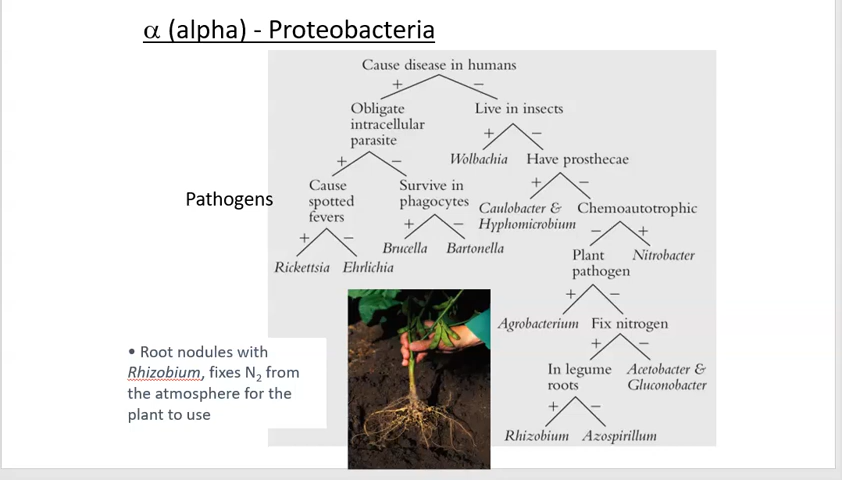 α (alpha) - Proteobacteria
Cause disease in humans
+ −
Obligate
intracellular
parasite
Live in insects
+ −
+ −
Wolbachia
Have prosthecae
Pathogens
Cause
spotted
fevers
Survive in
phagocytes
+ −
Caulobacter &
Hyphomicrobium
Chemoautotrophic
+ −
+ −
− +
Rickettsia
Ehrlichia
Brucella
Bartonella
Plant
pathogen
Nitrobacter
+ −
Agrobacterium
Fix nitrogen
+ −
In legume
roots
Acetobacter &
Gluconobacter
+ −
Rhizobium
Azospirillum
• Root nodules with
Rhizobium, fixes N₂ from
the atmosphere for the
plant to use